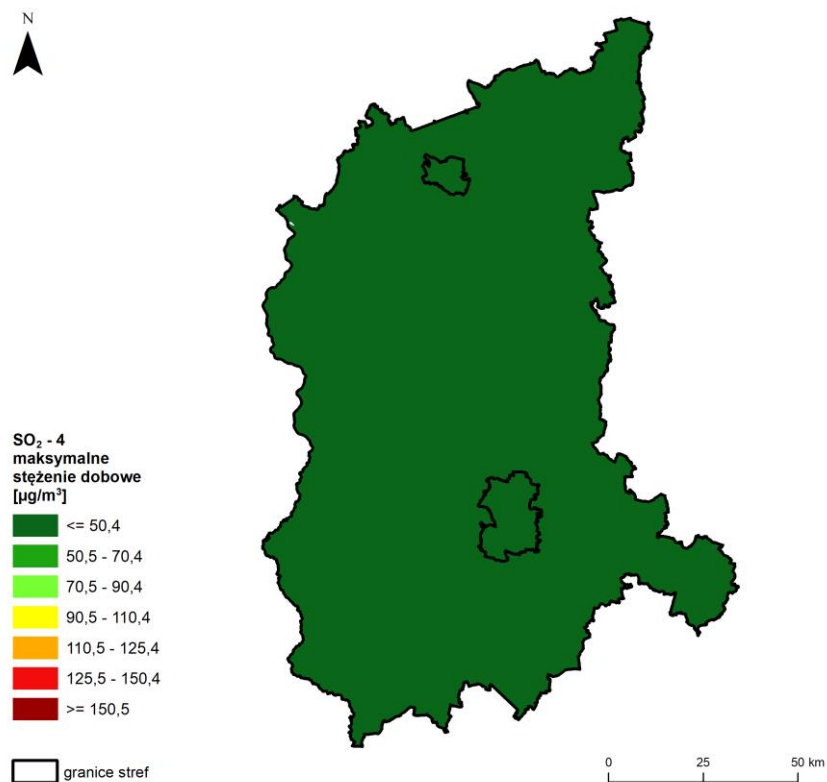 N
SO₂ - 4
maksymalne
stężenie dobowe
[µg/m³]
<= 50,4
50,5 - 70,4
70,5 - 90,4
90,5 - 110,4
110,5 - 125,4
125,5 - 150,4
>= 150,5
granice stref
0 25 50 km